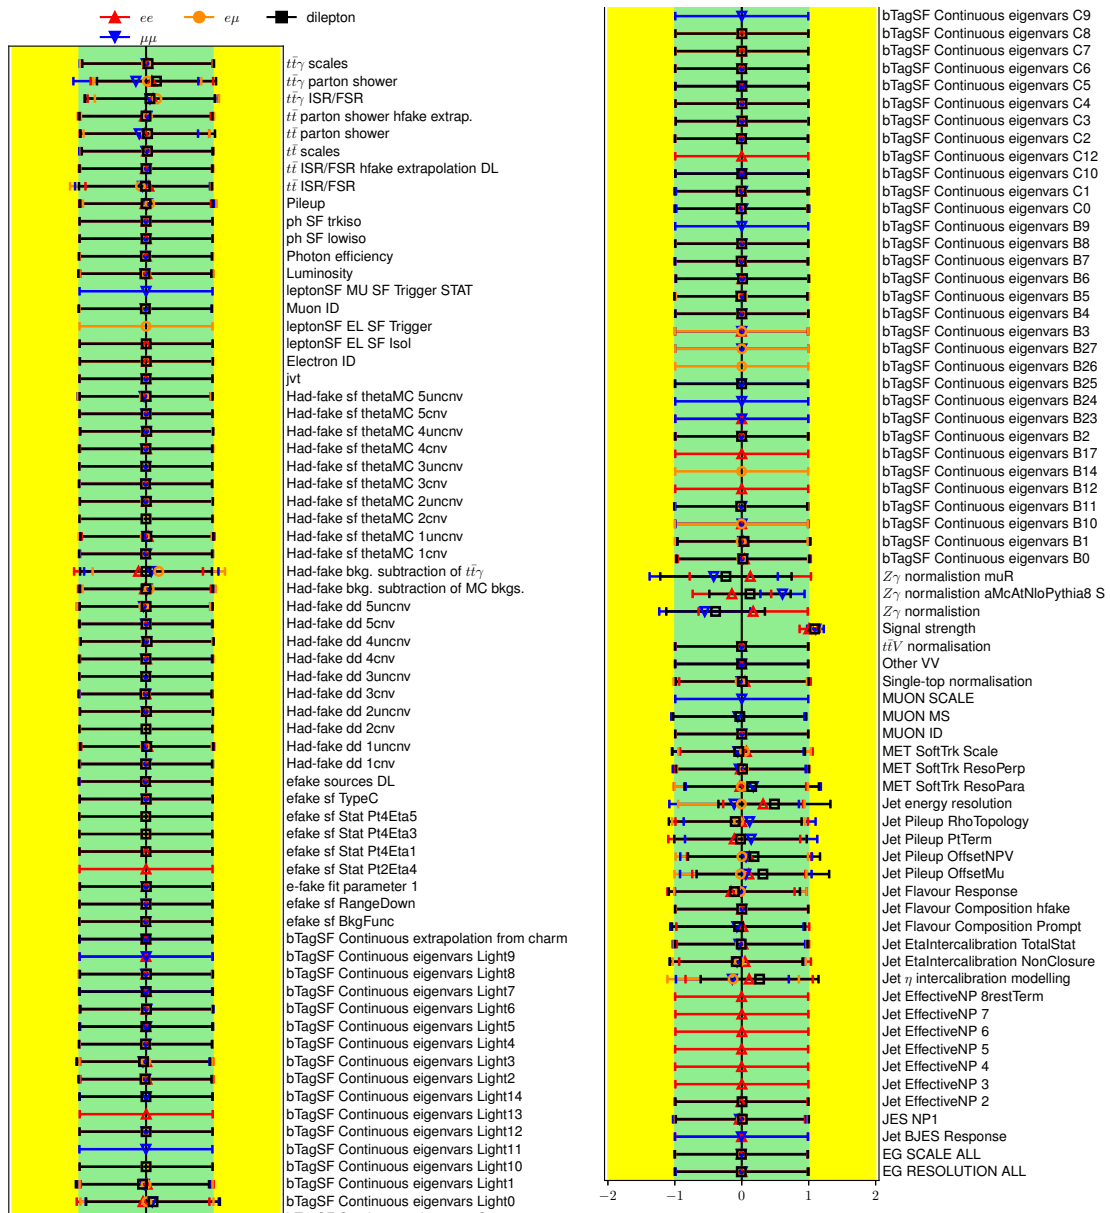 ee
eμ
dilepton
μμ
tt̄γ scales
tt̄γ parton shower
tt̄γ ISR/FSR
tt̄ parton shower hfake extrap.
tt̄ parton shower
tt̄ scales
tt̄ ISR/FSR hfake extrapolation DL
tt̄ ISR/FSR
Pileup
ph SF trkiso
ph SF lowiso
Photon efficiency
Luminosity
leptonSF MU SF Trigger STAT
Muon ID
leptonSF EL SF Trigger
leptonSF EL SF Isol
Electron ID
jvt
Had-fake sf thetaMC 5uncnv
Had-fake sf thetaMC 5cnv
Had-fake sf thetaMC 4uncnv
Had-fake sf thetaMC 4cnv
Had-fake sf thetaMC 3uncnv
Had-fake sf thetaMC 3cnv
Had-fake sf thetaMC 2uncnv
Had-fake sf thetaMC 2cnv
Had-fake sf thetaMC 1uncnv
Had-fake sf thetaMC 1cnv
Had-fake bkg. subtraction of tt̄γ
Had-fake bkg. subtraction of MC bkgs.
Had-fake dd 5uncnv
Had-fake dd 5cnv
Had-fake dd 4uncnv
Had-fake dd 4cnv
Had-fake dd 3uncnv
Had-fake dd 3cnv
Had-fake dd 2uncnv
Had-fake dd 2cnv
Had-fake dd 1uncnv
Had-fake dd 1cnv
efake sources DL
efake sf TypeC
efake sf Stat Pt4Eta5
efake sf Stat Pt4Eta3
efake sf Stat Pt4Eta1
efake sf Stat Pt2Eta4
e-fake fit parameter 1
efake sf RangeDown
efake sf BkgFunc
bTagSF Continuous extrapolation from charm
bTagSF Continuous eigenvars Light9
bTagSF Continuous eigenvars Light8
bTagSF Continuous eigenvars Light7
bTagSF Continuous eigenvars Light6
bTagSF Continuous eigenvars Light5
bTagSF Continuous eigenvars Light4
bTagSF Continuous eigenvars Light3
bTagSF Continuous eigenvars Light2
bTagSF Continuous eigenvars Light14
bTagSF Continuous eigenvars Light13
bTagSF Continuous eigenvars Light12
bTagSF Continuous eigenvars Light11
bTagSF Continuous eigenvars Light10
bTagSF Continuous eigenvars Light1
bTagSF Continuous eigenvars Light0
bTagSF Continuous eigenvars C9
bTagSF Continuous eigenvars C8
bTagSF Continuous eigenvars C7
bTagSF Continuous eigenvars C6
bTagSF Continuous eigenvars C5
bTagSF Continuous eigenvars C4
bTagSF Continuous eigenvars C3
bTagSF Continuous eigenvars C2
bTagSF Continuous eigenvars C12
bTagSF Continuous eigenvars C10
bTagSF Continuous eigenvars C1
bTagSF Continuous eigenvars C0
bTagSF Continuous eigenvars B9
bTagSF Continuous eigenvars B8
bTagSF Continuous eigenvars B7
bTagSF Continuous eigenvars B6
bTagSF Continuous eigenvars B5
bTagSF Continuous eigenvars B4
bTagSF Continuous eigenvars B3
bTagSF Continuous eigenvars B27
bTagSF Continuous eigenvars B26
bTagSF Continuous eigenvars B25
bTagSF Continuous eigenvars B24
bTagSF Continuous eigenvars B23
bTagSF Continuous eigenvars B2
bTagSF Continuous eigenvars B17
bTagSF Continuous eigenvars B14
bTagSF Continuous eigenvars B12
bTagSF Continuous eigenvars B11
bTagSF Continuous eigenvars B10
bTagSF Continuous eigenvars B1
bTagSF Continuous eigenvars B0
Zγ normalistion muR
Zγ normalistion aMcAtNloPythia8 S
Zγ normalistion
Signal strength
tt̄V normalisation
Other VV
Single-top normalisation
MUON SCALE
MUON MS
MUON ID
MET SoftTrk Scale
MET SoftTrk ResoPerp
MET SoftTrk ResoPara
Jet energy resolution
Jet Pileup RhoTopology
Jet Pileup PtTerm
Jet Pileup OffsetNPV
Jet Pileup OffsetMu
Jet Flavour Response
Jet Flavour Composition hfake
Jet Flavour Composition Prompt
Jet EtaIntercalibration TotalStat
Jet EtaIntercalibration NonClosure
Jet η intercalibration modelling
Jet EffectiveNP 8restTerm
Jet EffectiveNP 7
Jet EffectiveNP 6
Jet EffectiveNP 5
Jet EffectiveNP 4
Jet EffectiveNP 3
Jet EffectiveNP 2
JES NP1
Jet BJES Response
EG SCALE ALL
EG RESOLUTION ALL
−2 −1 0 1 2